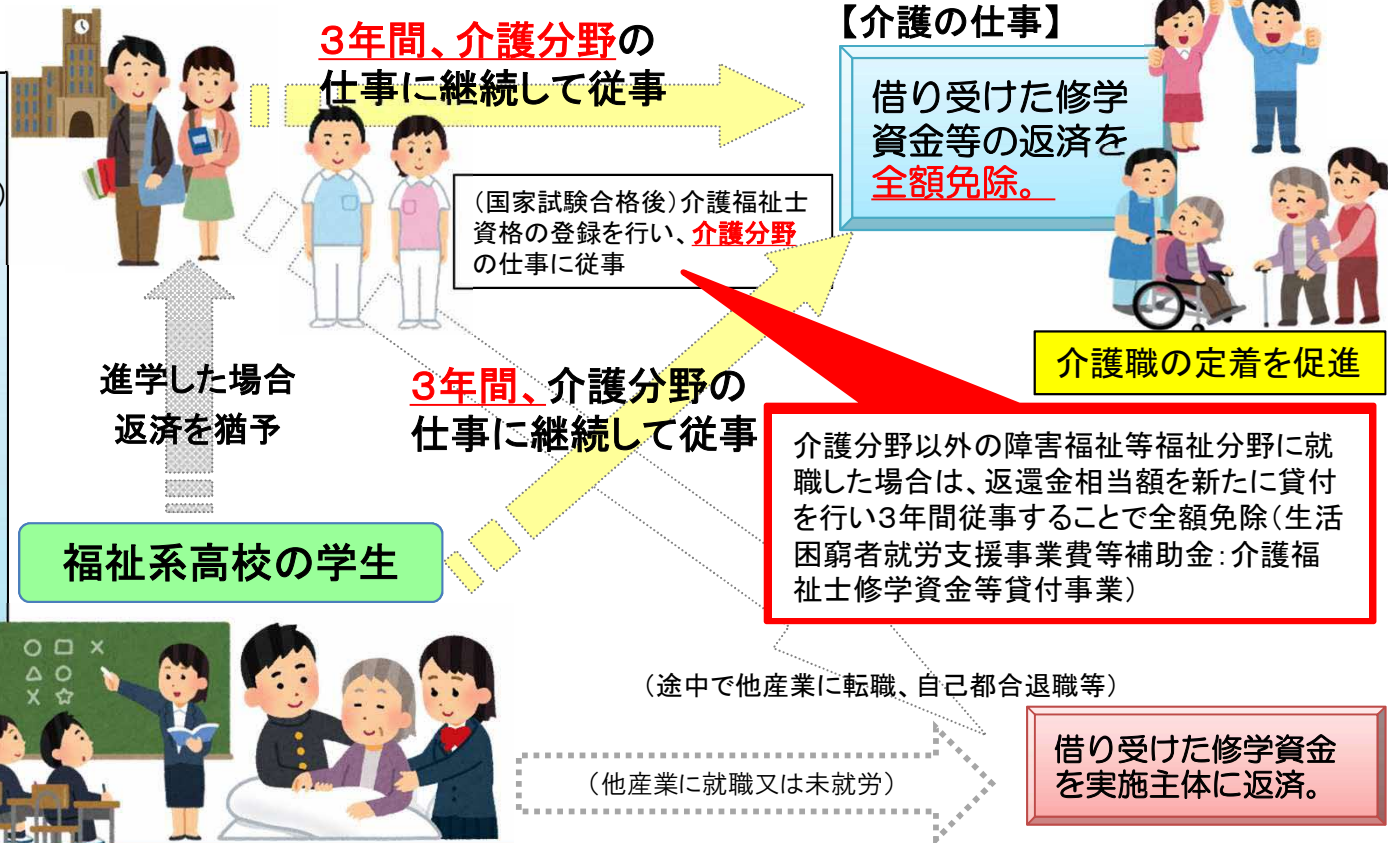 3年間、介護分野の
仕事に継続して従事
【介護の仕事】
借り受けた修学
資金等の返済を
全額免除。
)
(国家試験合格後)介護福祉士
資格の登録を行い、介護分野
の仕事に従事
介護職の定着を促進
進学した場合
返済を猶予
3年間、介護分野の
仕事に継続して従事
介護分野以外の障害福祉等福祉分野に就
職した場合は、返還金相当額を新たに貸付
を行い3年間従事することで全額免除(生活
困窮者就労支援事業費等補助金:介護福
祉士修学資金等貸付事業)
福祉系高校の学生
(途中で他産業に転職、自己都合退職等)
(他産業に就職又は未就労)
借り受けた修学資金
を実施主体に返済。